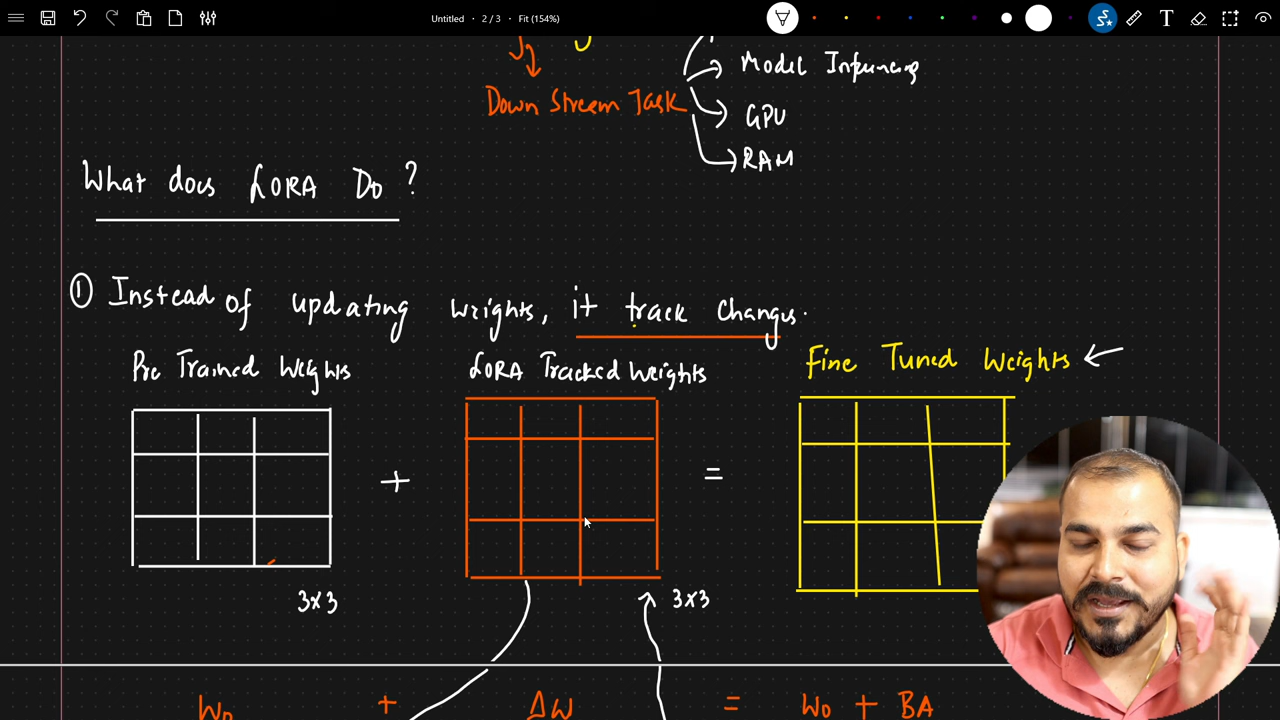 Untitled • 2 / 3 • Fit (154%)
Model Inferencing
Down Stream Task
GPU
RAM
What does LORA Do ?
① Instead of updating weights, it track changes.
Pre Trained Weights
LORA Tracked Weights
Fine Tuned Weights
+
=
3x3
3x3
W₀ + ΔW = W₀ + BA